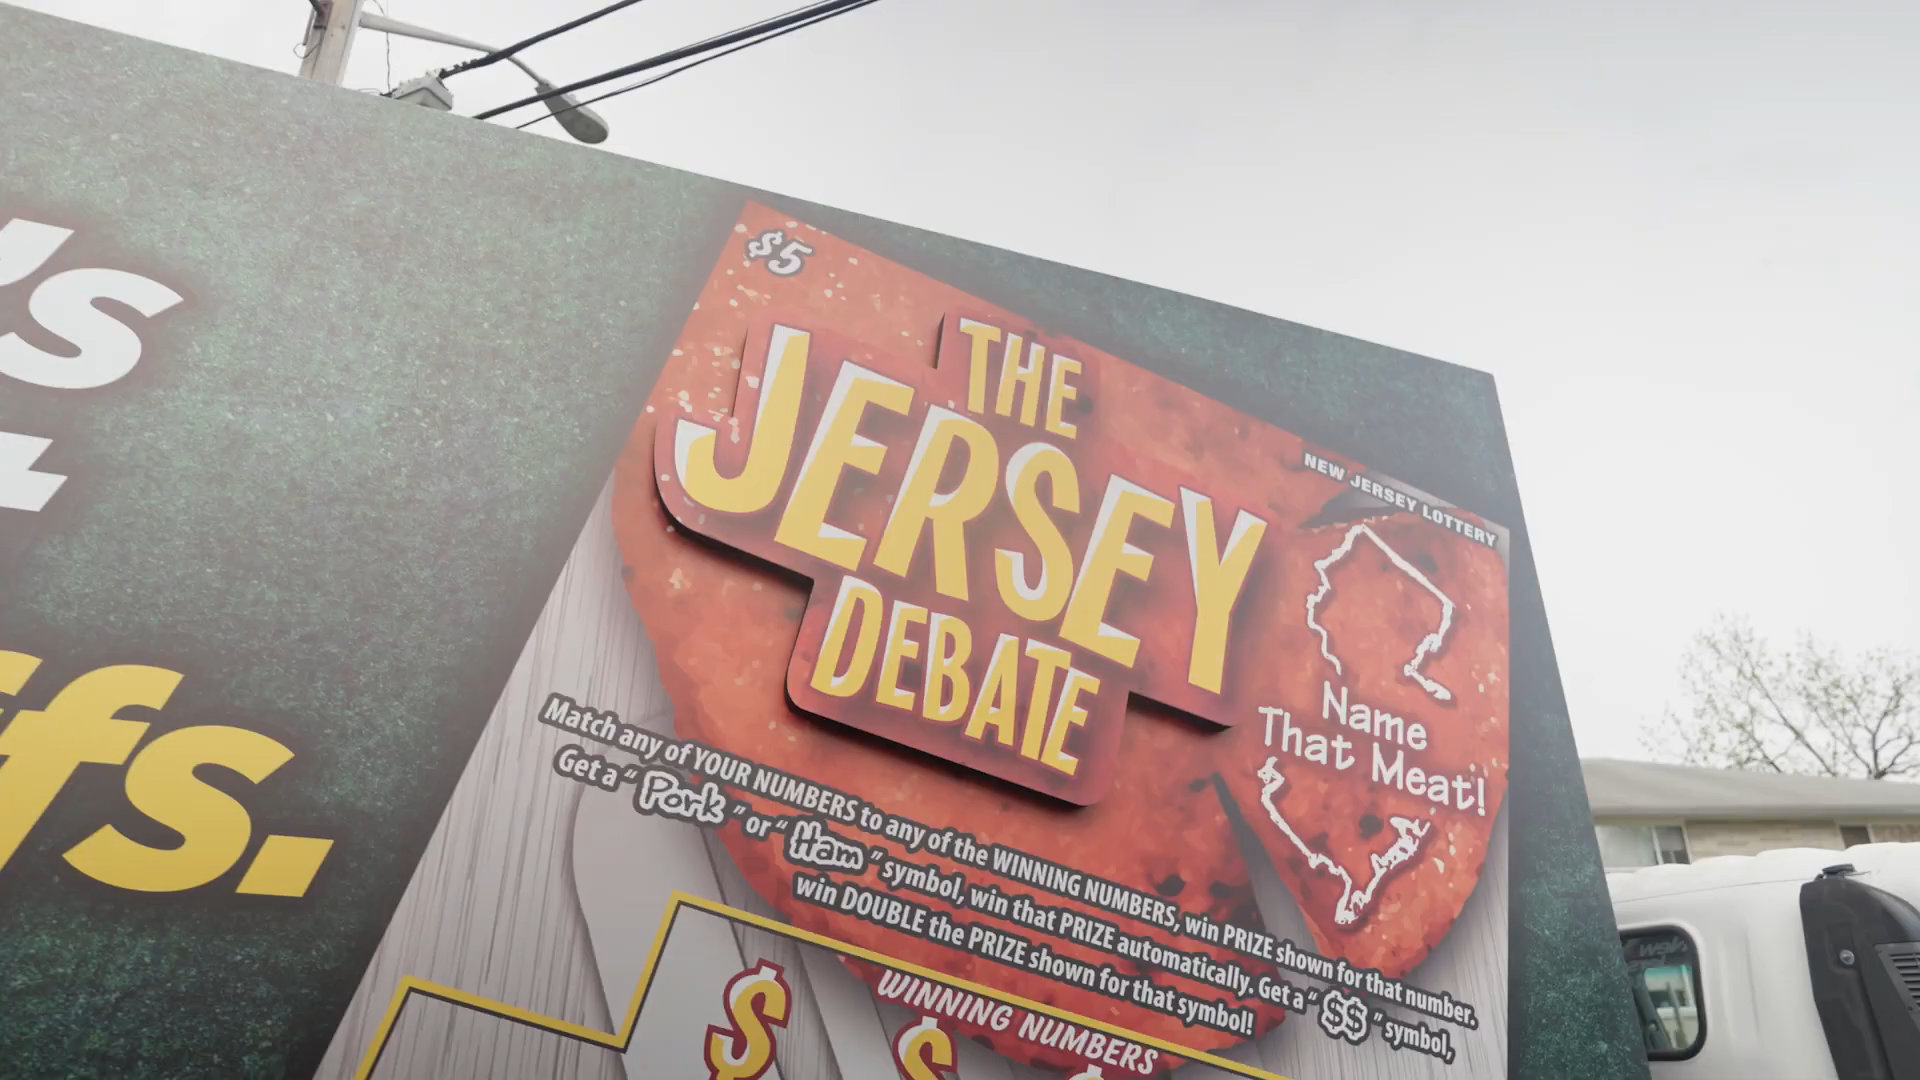 $5
THE
JERSEY
DEBATE
NEW JERSEY LOTTERY
Name
That Meat!
Match any of YOUR NUMBERS to any of the WINNING NUMBERS, win PRIZE shown for that number.
Get a "Pork" or "Ham" symbol, win that PRIZE automatically. Get a "$$" symbol,
win DOUBLE the PRIZE shown for that symbol!
WINNING NUMBERS
$ $ $